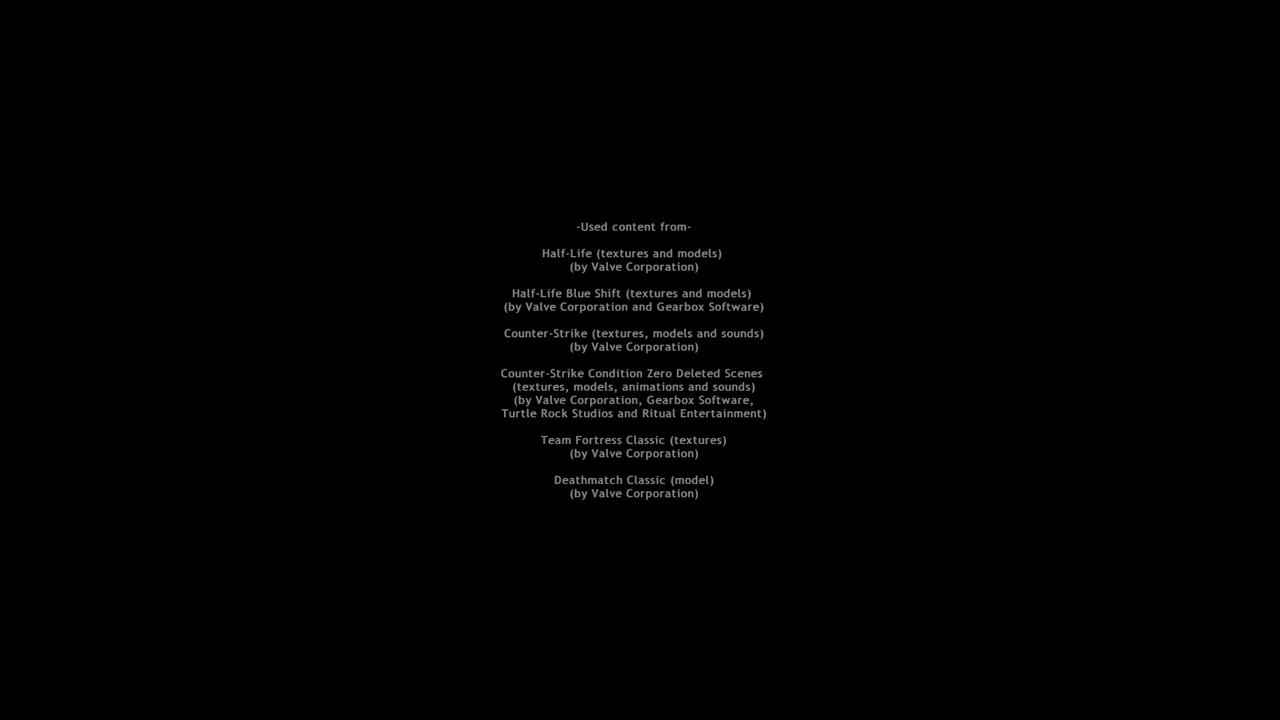 -Used content from-
Half-Life (textures and models)
(by Valve Corporation)
Half-Life Blue Shift (textures and models)
(by Valve Corporation and Gearbox Software)
Counter-Strike (textures, models and sounds)
(by Valve Corporation)
Counter-Strike Condition Zero Deleted Scenes
(textures, models, animations and sounds)
(by Valve Corporation, Gearbox Software,
Turtle Rock Studios and Ritual Entertainment)
Team Fortress Classic (textures)
(by Valve Corporation)
Deathmatch Classic (model)
(by Valve Corporation)